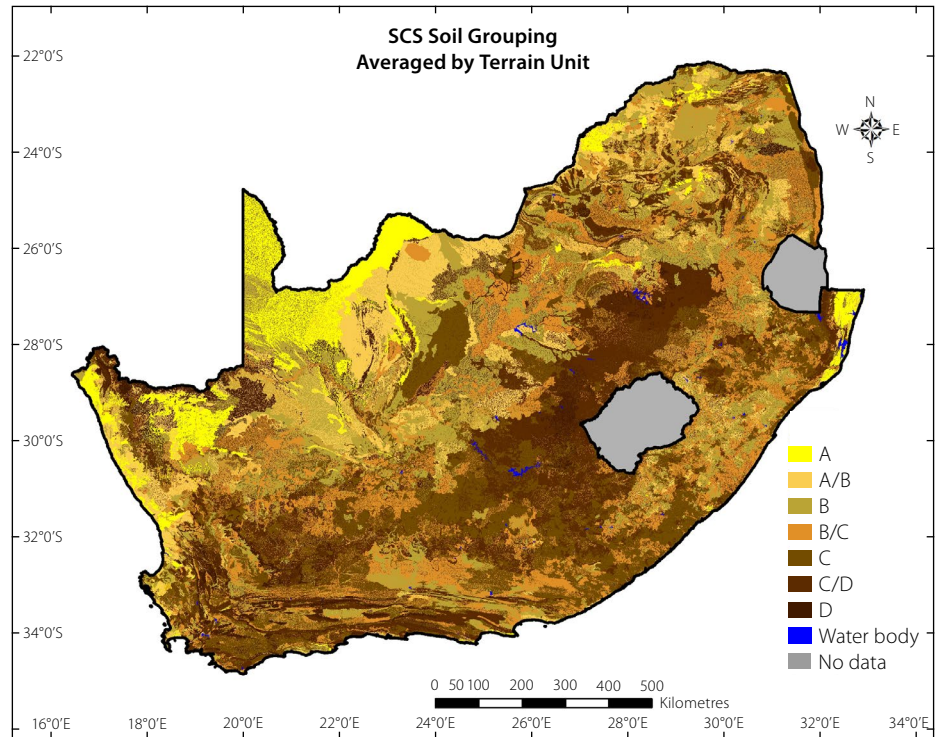 SCS Soil Grouping
Averaged by Terrain Unit
22°0'S
24°0'S
26°0'S
28°0'S
30°0'S
32°0'S
34°0'S
N
W E
S
A
A/B
B
B/C
C
C/D
D
Water body
No data
0 50 100 200 300 400 500
Kilometres
16°0'E 18°0'E 20°0'E 22°0'E 24°0'E 26°0'E 28°0'E 30°0'E 32°0'E 34°0'E